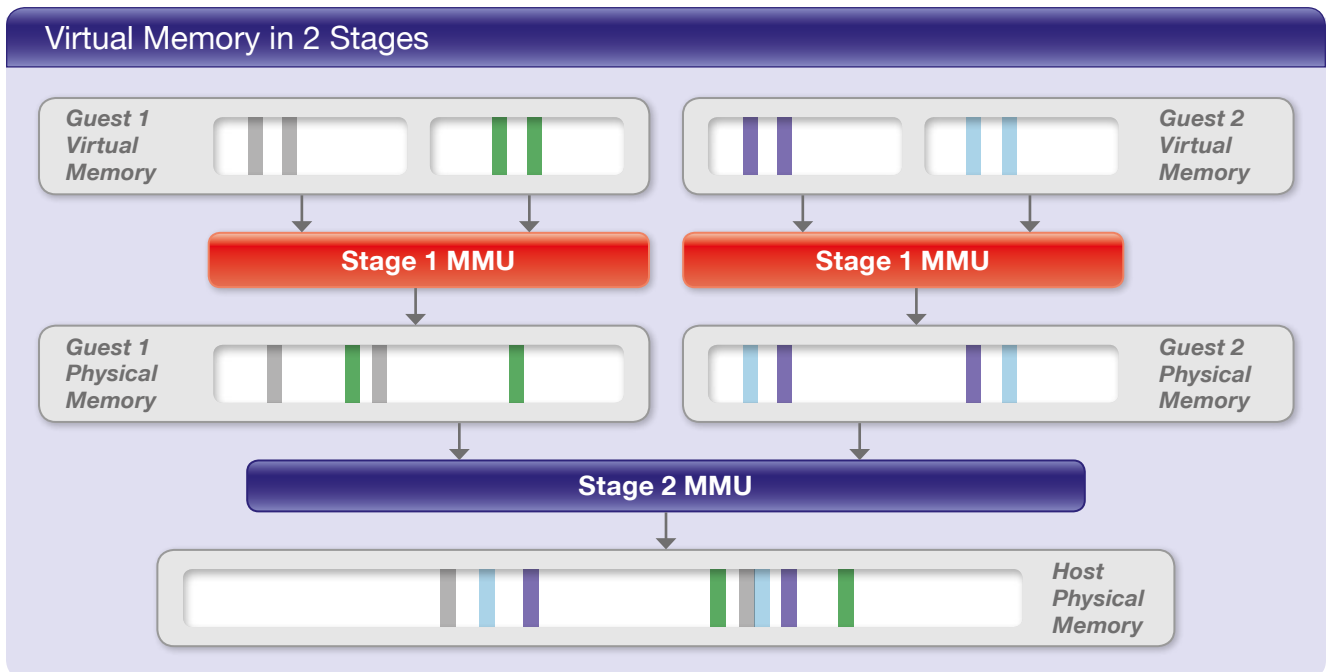 Virtual Memory in 2 Stages
Guest 1
Virtual
Memory
Guest 2
Virtual
Memory
Stage 1 MMU
Stage 1 MMU
Guest 1
Physical
Memory
Guest 2
Physical
Memory
Stage 2 MMU
Host
Physical
Memory